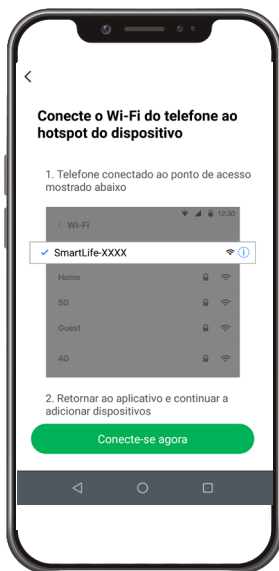 Conecte o Wi-Fi do telefone ao
hotspot do dispositivo
1. Telefone conectado ao ponto de acesso
mostrado abaixo
12:30
< Wi-Fi
SmartLife-XXXX
Home
5G
Guest
4G
2. Retornar ao aplicativo e continuar a
adicionar dispositivos
Conecte-se agora